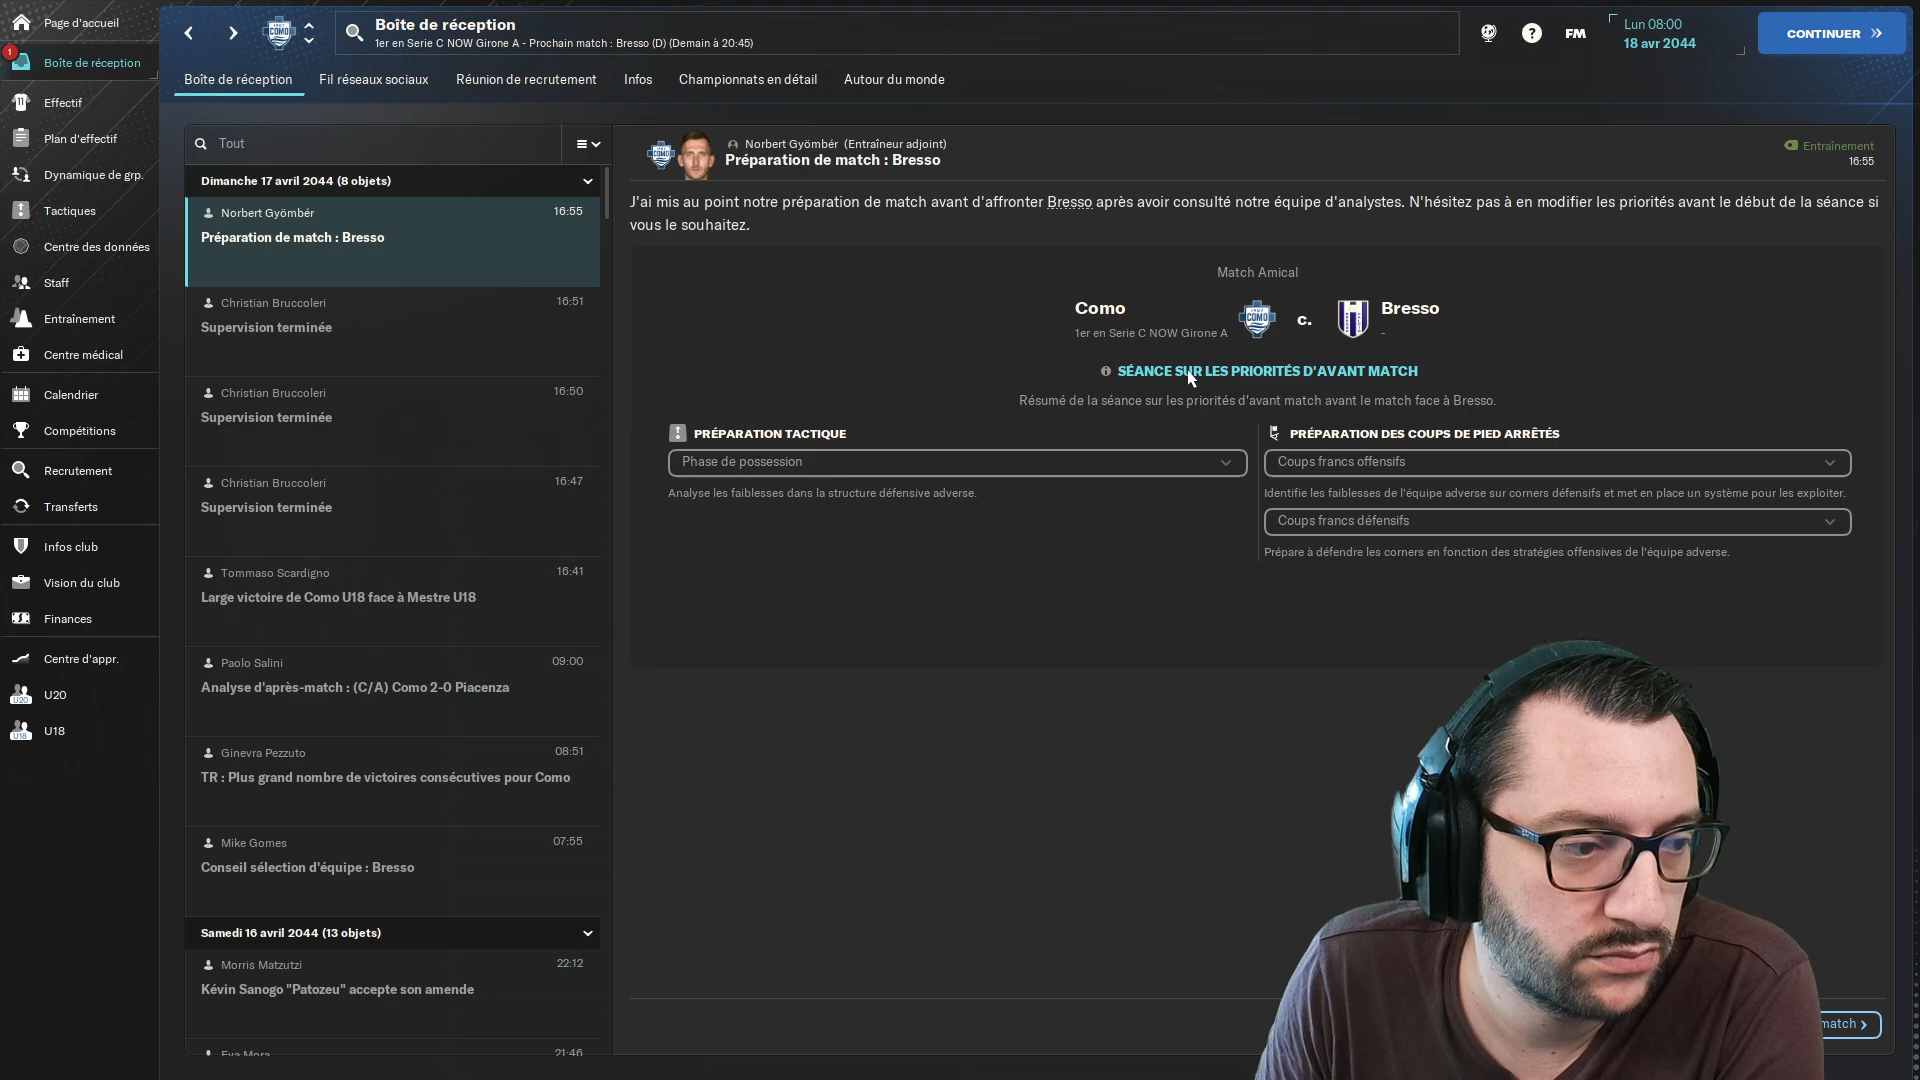 Page d'accueil
1
Boîte de réception
Effectif
Plan d'effectif
Dynamique de grp.
Tactiques
Centre des données
Staff
Entraînement
Centre médical
Calendrier
Compétitions
Recrutement
Transferts
Infos club
Vision du club
Finances
Centre d'appr.
U20
U18
Boîte de réception
1er en Serie C NOW Girone A - Prochain match : Bresso (D) (Demain à 20:45)
FM
Lun 08:00
18 avr 2044
CONTINUER
Boîte de réception
Fil réseaux sociaux
Réunion de recrutement
Infos
Championnats en détail
Autour du monde
Tout
Dimanche 17 avril 2044 (8 objets)
Norbert Gyömbér 16:55
Préparation de match : Bresso
Christian Bruccoleri 16:51
Supervision terminée
Christian Bruccoleri 16:50
Supervision terminée
Christian Bruccoleri 16:47
Supervision terminée
Tommaso Scardigno 16:41
Large victoire de Como U18 face à Mestre U18
Paolo Salini 09:00
Analyse d'après-match : (C/A) Como 2-0 Piacenza
Ginevra Pezzuto 08:51
TR : Plus grand nombre de victoires consécutives pour Como
Mike Gomes 07:55
Conseil sélection d'équipe : Bresso
Samedi 16 avril 2044 (13 objets)
Morris Matzutzi 22:12
Kévin Sanogo "Patozeu" accepte son amende
Eva Mora 21:46
Norbert Gyömbér (Entraîneur adjoint)
Préparation de match : Bresso
Entraînement
16:55
J'ai mis au point notre préparation de match avant d'affronter Bresso après avoir consulté notre équipe d'analystes. N'hésitez pas à en modifier les priorités avant le début de la séance si
vous le souhaitez.
Match Amical
Como
1er en Serie C NOW Girone A
COMO
c.
Bresso
-
SÉANCE SUR LES PRIORITÉS D'AVANT MATCH
Résumé de la séance sur les priorités d'avant match avant le match face à Bresso.
PRÉPARATION TACTIQUE
Phase de possession
Analyse les faiblesses dans la structure défensive adverse.
PRÉPARATION DES COUPS DE PIED ARRÊTÉS
Coups francs offensifs
Identifie les faiblesses de l'équipe adverse sur corners défensifs et met en place un système pour les exploiter.
Coups francs défensifs
Prépare à défendre les corners en fonction des stratégies offensives de l'équipe adverse.
match